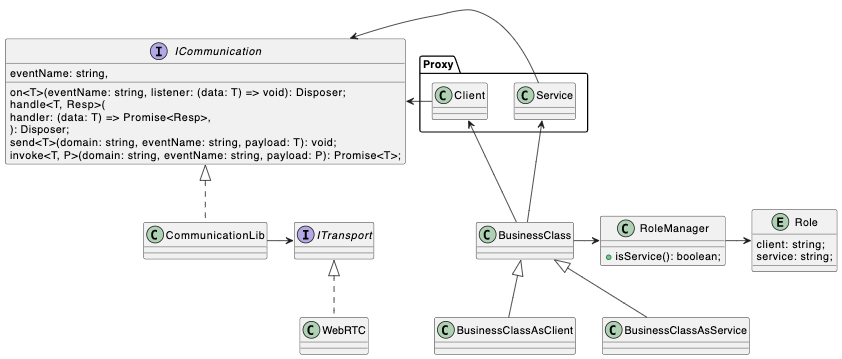 I ICommunication
eventName: string,
on<T>(eventName: string, listener: (data: T) => void): Disposer;
handle<T, Resp>(
handler: (data: T) => Promise<Resp>,
): Disposer;
send<T>(domain: string, eventName: string, payload: T): void;
invoke<T, P>(domain: string, eventName: string, payload: P): Promise<T>;
Proxy
C Client
C Service
C CommunicationLib
I ITransport
C BusinessClass
C RoleManager
isService(): boolean;
E Role
client: string;
service: string;
C WebRTC
C BusinessClassAsClient
C BusinessClassAsService